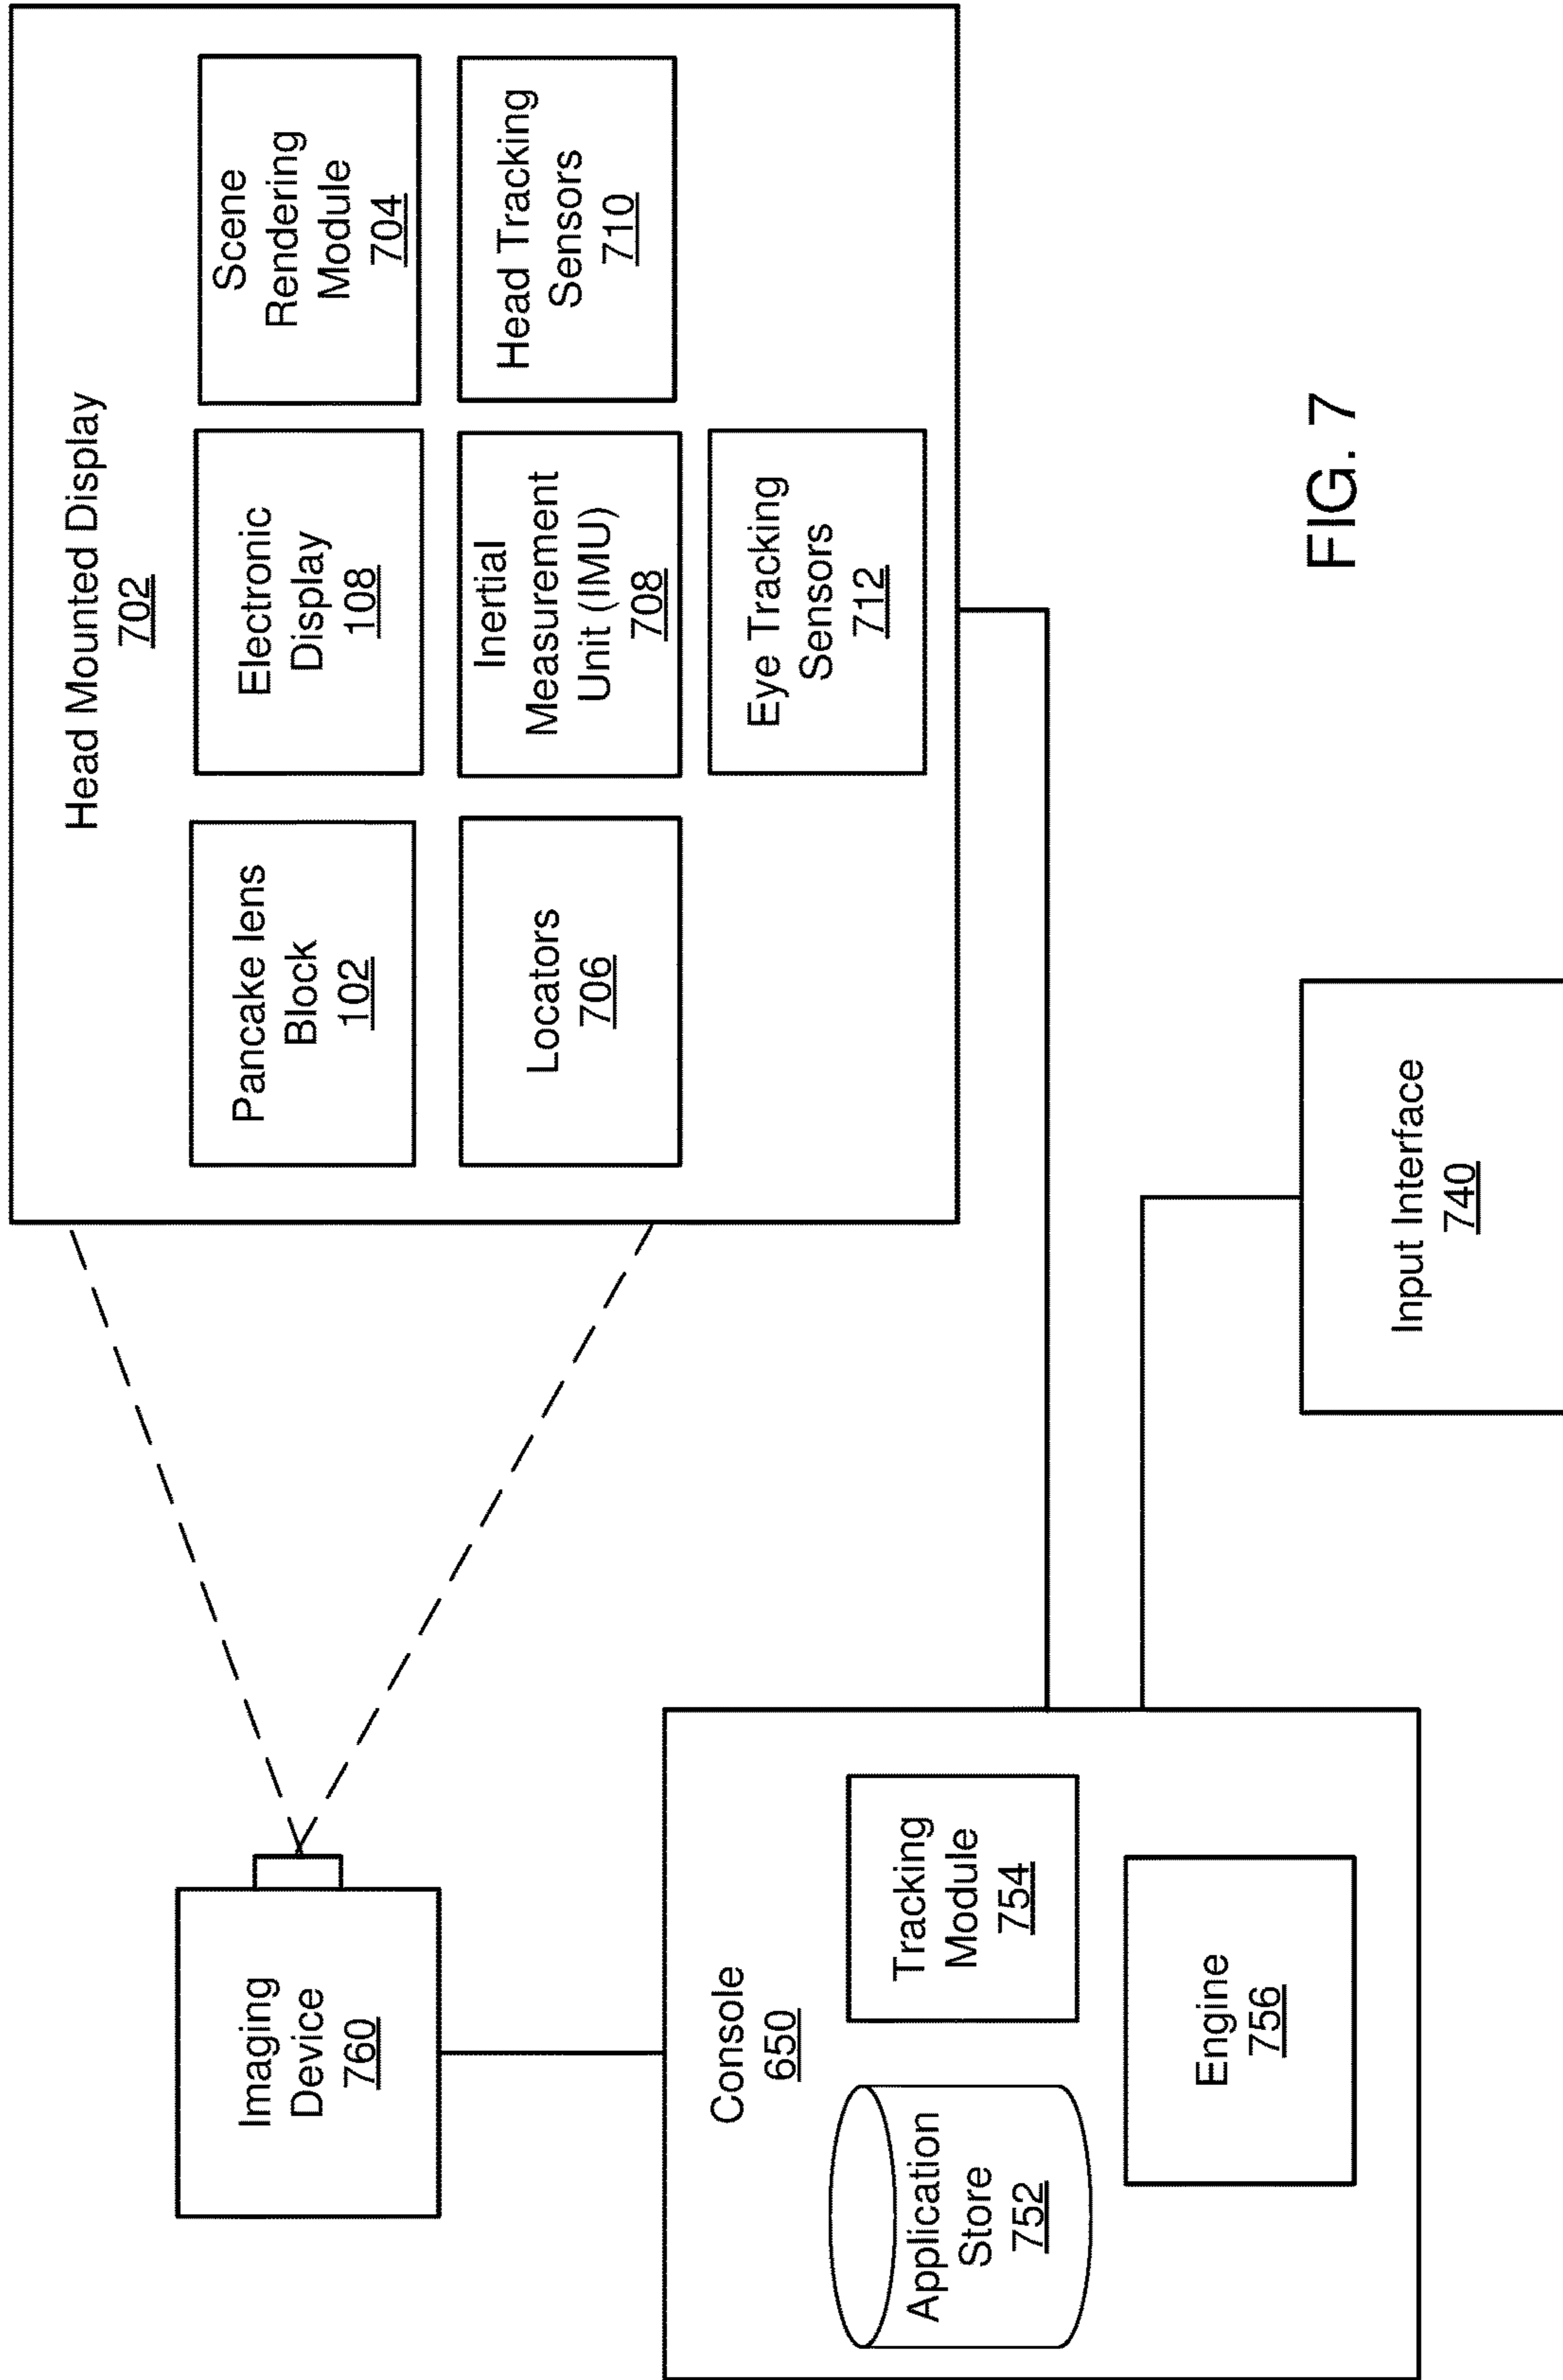 Head Mounted Display
702
Pancake lens
Block
102
Electronic
Display
108
Scene
Rendering
Module
704
Locators
706
Inertial
Measurement
Unit (IMU)
708
Head Tracking
Sensors
710
Eye Tracking
Sensors
712
Imaging
Device
760
Console
650
Application
Store
752
Tracking
Module
754
Engine
756
Input Interface
740
FIG. 7